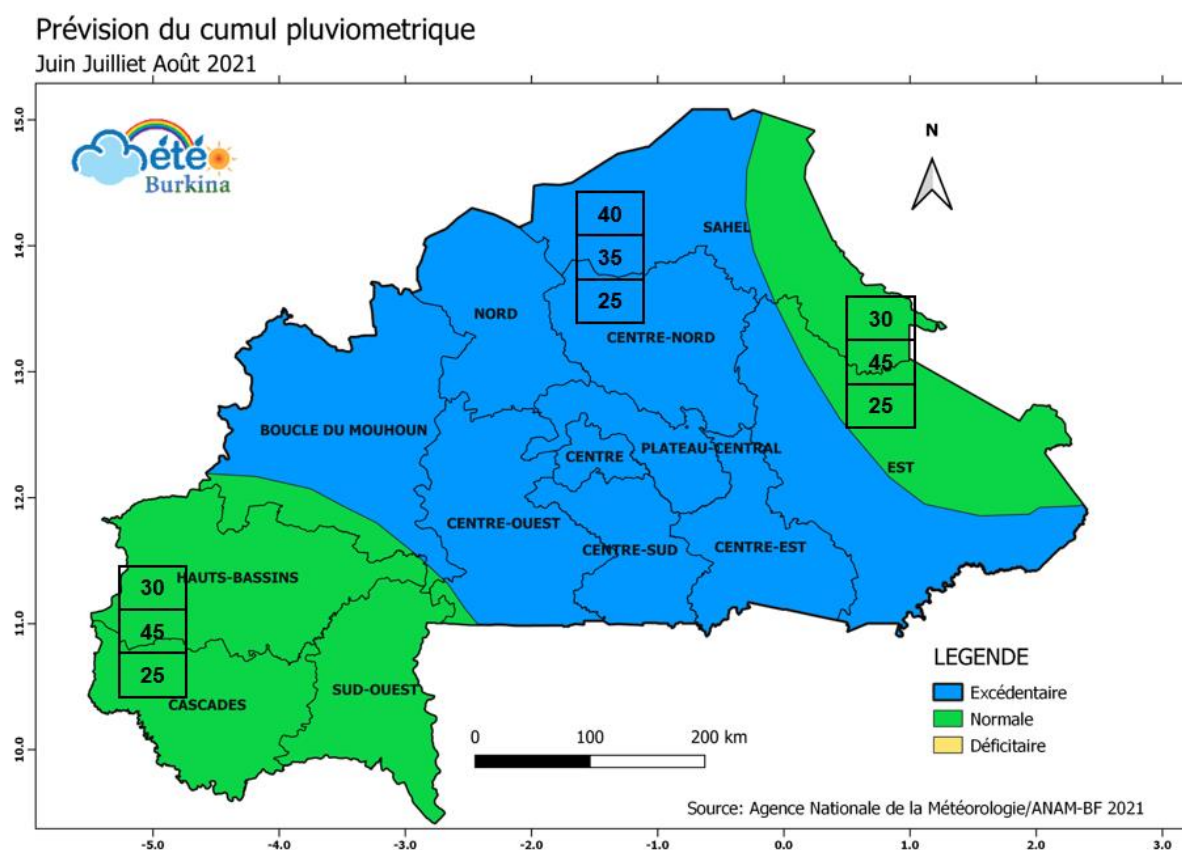 Prévision du cumul pluviometrique
Juin Juilliet Août 2021
été
Burkina
N
15.0
14.0
13.0
12.0
11.0
10.0
40
35
25
SAHEL
NORD
CENTRE-NORD
30
45
25
BOUCLE DU MOUHOUN
PLATEAU-CENTRAL
CENTRE
EST
CENTRE-OUEST
CENTRE-SUD
CENTRE-EST
HAUTS-BASSINS
30
45
25
SUD-OUEST
CASCADES
LEGENDE
Excédentaire
Normale
Déficitaire
0 100 200 km
Source: Agence Nationale de la Météorologie/ANAM-BF 2021
-5.0 -4.0 -3.0 -2.0 -1.0 0.0 1.0 2.0 3.0